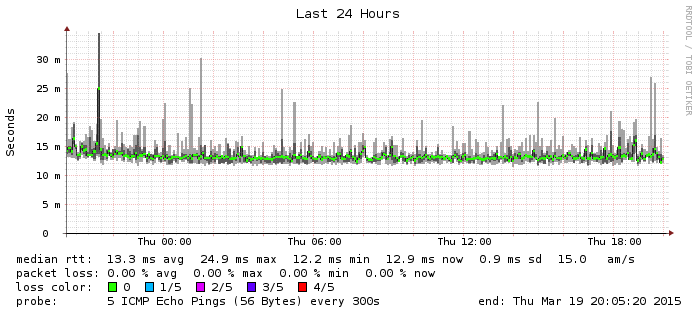 Last 24 Hours
RRDTOOL / TOBI OETIKER
Seconds
30 m
25 m
20 m
15 m
10 m
5 m
0
Thu 00:00 Thu 06:00 Thu 12:00 Thu 18:00
median rtt: 13.3 ms avg 24.9 ms max 12.2 ms min 12.9 ms now 0.9 ms sd 15.0 am/s
packet loss: 0.00 % avg 0.00 % max 0.00 % min 0.00 % now
loss color: 0 1/5 2/5 3/5 4/5
probe: 5 ICMP Echo Pings (56 Bytes) every 300s end: Thu Mar 19 20:05:20 2015